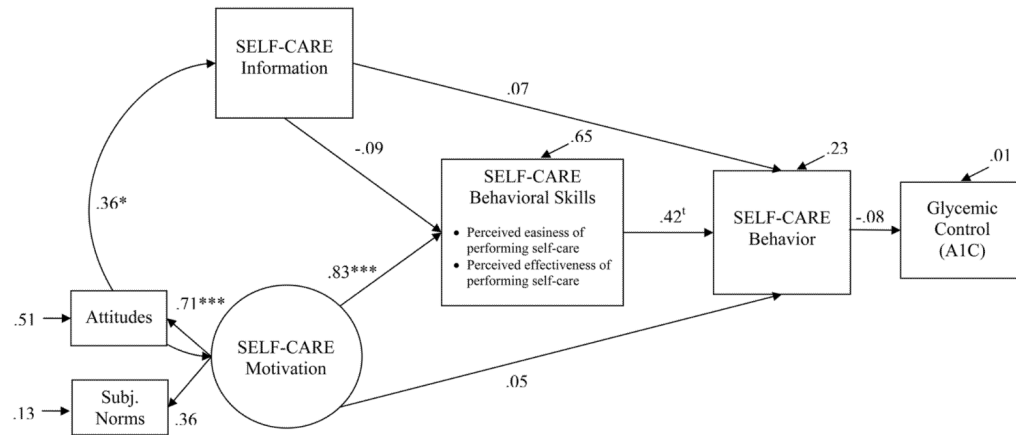 SELF-CARE
Information
.07
-.09
.65
.23
.01
SELF-CARE
Behavioral Skills
• Perceived easiness of
performing self-care
• Perceived effectiveness of
performing self-care
.42ᵗ
SELF-CARE
Behavior
-.08
Glycemic
Control
(A1C)
.36*
.83***
.71***
.51
Attitudes
SELF-CARE
Motivation
.05
.13
Subj.
Norms
.36